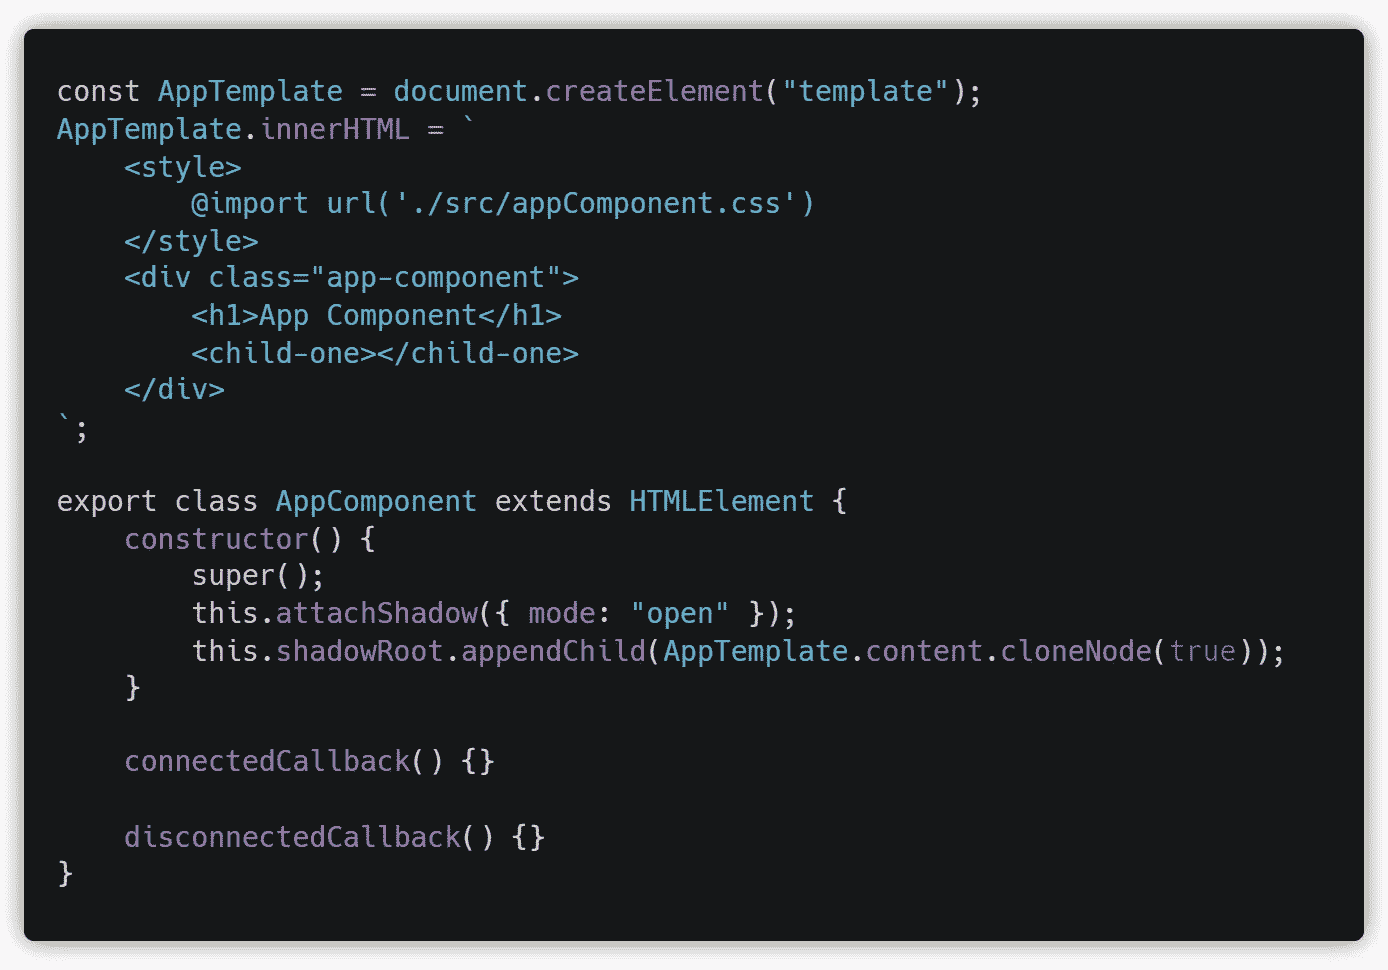 const AppTemplate = document.createElement("template");
AppTemplate.innerHTML = `
    <style>
        @import url('./src/appComponent.css')
    </style>
    <div class="app-component">
        <h1>App Component</h1>
        <child-one></child-one>
    </div>
`;

export class AppComponent extends HTMLElement {
    constructor() {
        super();
        this.attachShadow({ mode: "open" });
        this.shadowRoot.appendChild(AppTemplate.content.cloneNode(true));
    }

    connectedCallback() {}

    disconnectedCallback() {}
}